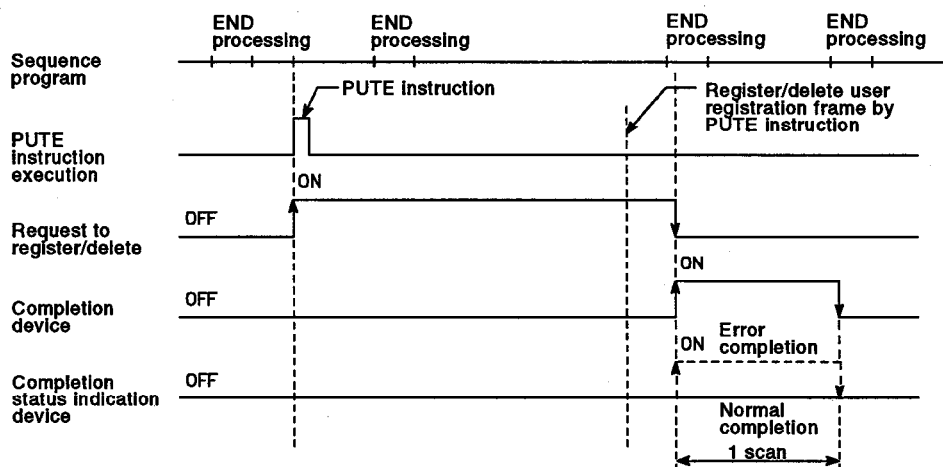 END
processing
END
processing
END
processing
END
processing
Sequence
program
PUTE instruction
Register/delete user
registration frame by
PUTE instruction
PUTE
instruction
execution
ON
OFF
Request to
register/delete
ON
OFF
Completion
device
ON
Error
completion
OFF
Completion
status indication
device
Normal
completion
1 scan